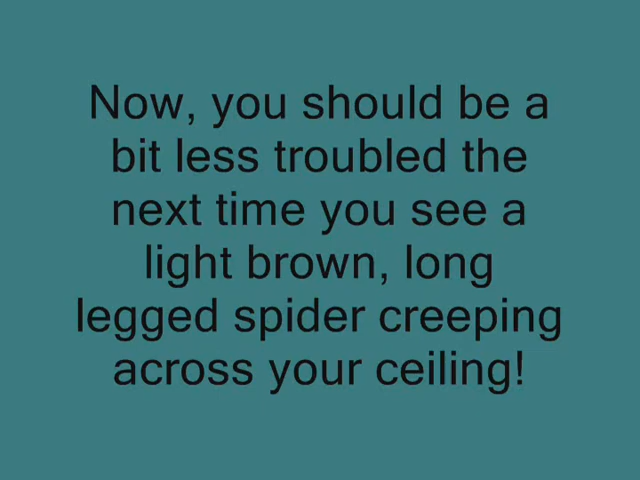 Now, you should be a
bit less troubled the
next time you see a
light brown, long
legged spider creeping
across your ceiling!